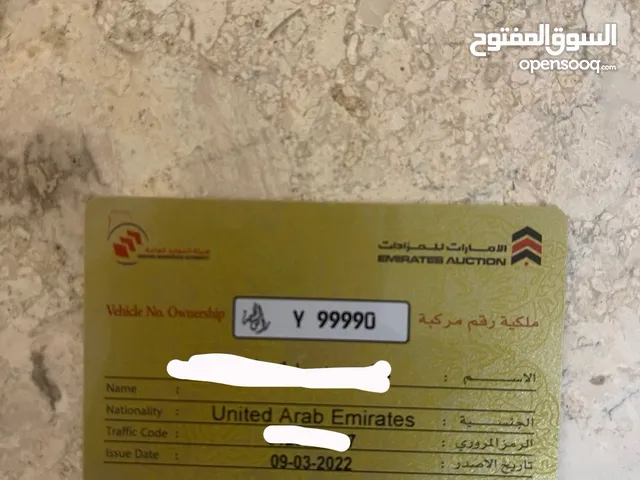 السوق المفتوح
opensooq.com
الامارات للمزادات
EMIRATES AUCTION
Vehicle No. Ownership Y 99990 ملكية رقم مركبة
Name : : الاسم
Nationality : United Arab Emirates : الجنسية
Traffic Code : : الرمز المروري
Issue Date : 09-03-2022 : تاريخ الاصدر